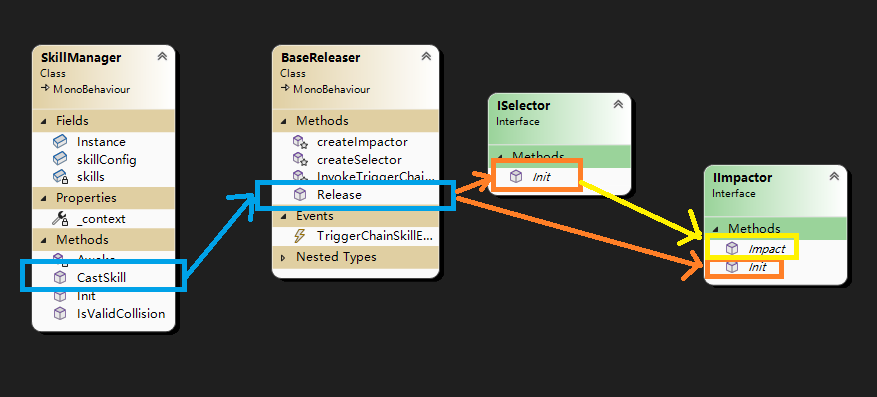 SkillManager
Class
MonoBehaviour
Fields
Instance
skillConfig
skills
Properties
_context
Methods
Awake
CastSkill
Init
IsValidCollision
BaseReleaser
Class
MonoBehaviour
Methods
createImpactor
createSelector
InvokeTriggerChai...
Release
Events
TriggerChainSkillE...
Nested Types
ISelector
Interface
Methods
Init
IImpactor
Interface
Methods
Impact
Init